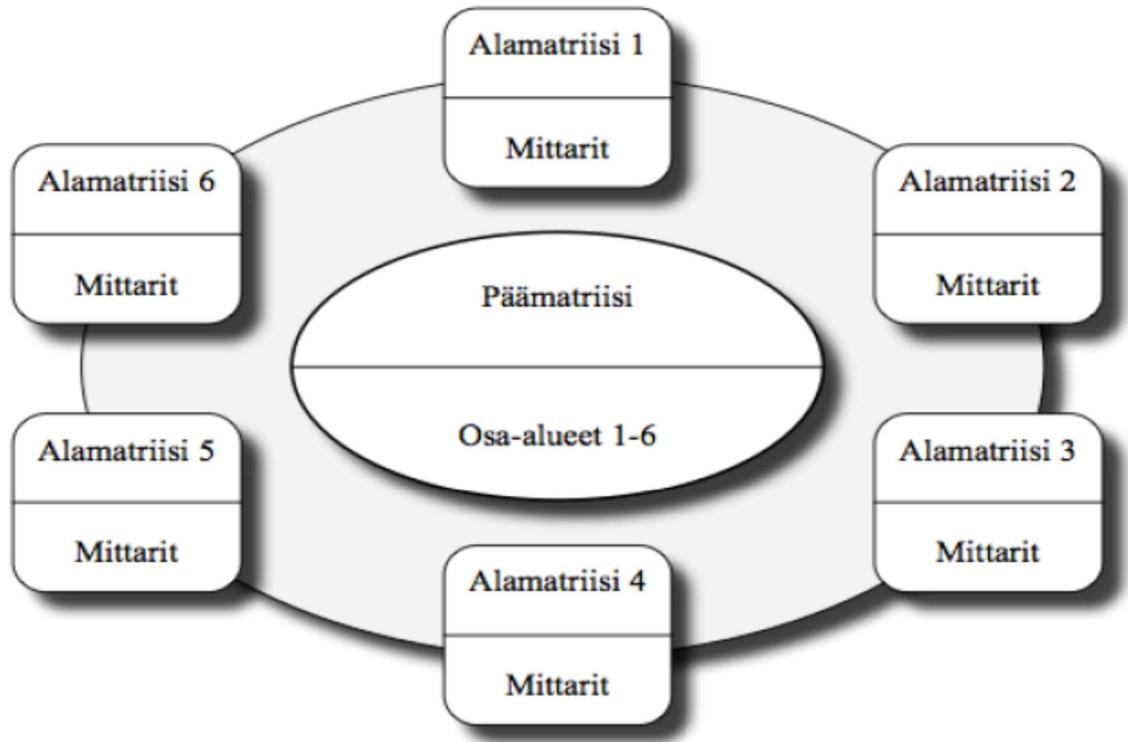 Alamatriisi 1
Mittarit
Alamatriisi 6
Mittarit
Alamatriisi 2
Mittarit
Päämatriisi
Osa-alueet 1-6
Alamatriisi 5
Mittarit
Alamatriisi 3
Mittarit
Alamatriisi 4
Mittarit